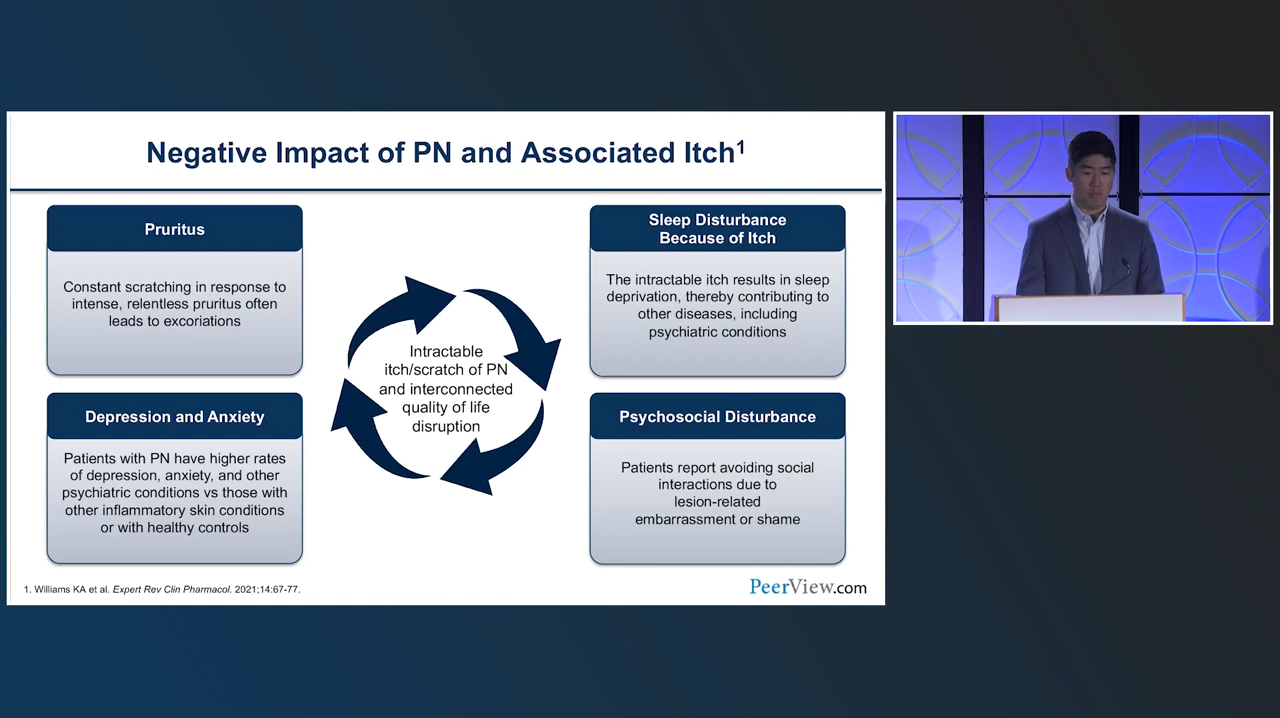 Negative Impact of PN and Associated Itch1
Pruritus
Constant scratching in response to
intense, relentless pruritus often
leads to excoriations
Sleep Disturbance
Because of Itch
The intractable itch results in sleep
deprivation, thereby contributing to
other diseases, including
psychiatric conditions
Intractable
itch/scratch of PN
and interconnected
quality of life
disruption
Depression and Anxiety
Patients with PN have higher rates
of depression, anxiety, and other
psychiatric conditions vs those with
other inflammatory skin conditions
or with healthy controls
Psychosocial Disturbance
Patients report avoiding social
interactions due to
lesion-related
embarrassment or shame
1. Williams KA et al. Expert Rev Clin Pharmacol. 2021;14:67-77.
PeerView.com